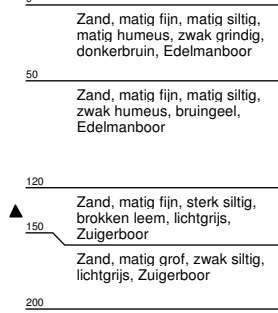 0
Zand, matig fijn, matig siltig,
matig humeus, zwak grindig,
donkerbruin, Edelmanboor
50
Zand, matig fijn, matig siltig,
zwak humeus, bruingeel,
Edelmanboor
120
Zand, matig fijn, sterk siltig,
brokken leem, lichtgrijs,
Zuigerboor
150
Zand, matig grof, zwak siltig,
lichtgrijs, Zuigerboor
200